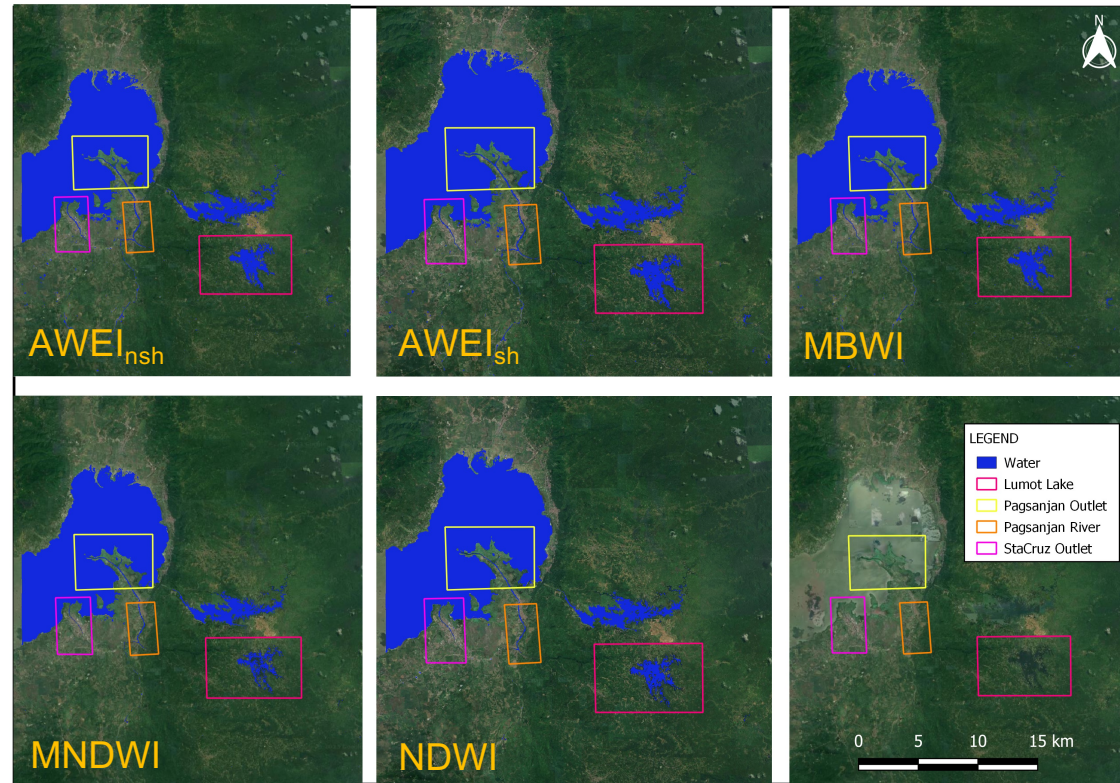 N
AWEInsh
AWEIsh
MBWI
LEGEND
Water
Lumot Lake
Pagsanjan Outlet
Pagsanjan River
StaCruz Outlet
MNDWI
NDWI
0 5 10 15 km